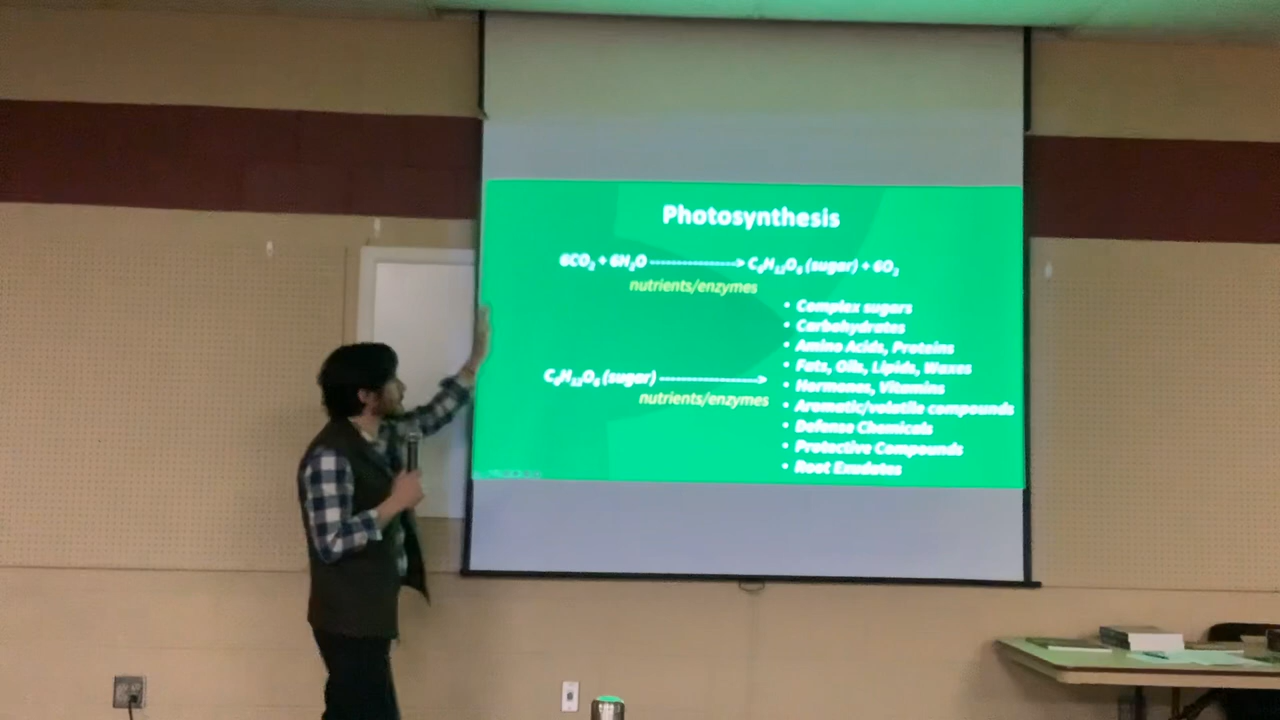 Photosynthesis
6CO₂ + 6H₂O ----------------> C₆H₁₂O₆ (sugar) + 6O₂
nutrients/enzymes
• Complex sugars
• Carbohydrates
• Amino Acids, Proteins
• Fats, Oils, Lipids, Waxes
C₆H₁₂O₆ (sugar) ------------------->
• Hormones, Vitamins
nutrients/enzymes
• Aromatic/volatile compounds
• Defense Chemicals
• Protective Compounds
• Root Exudates